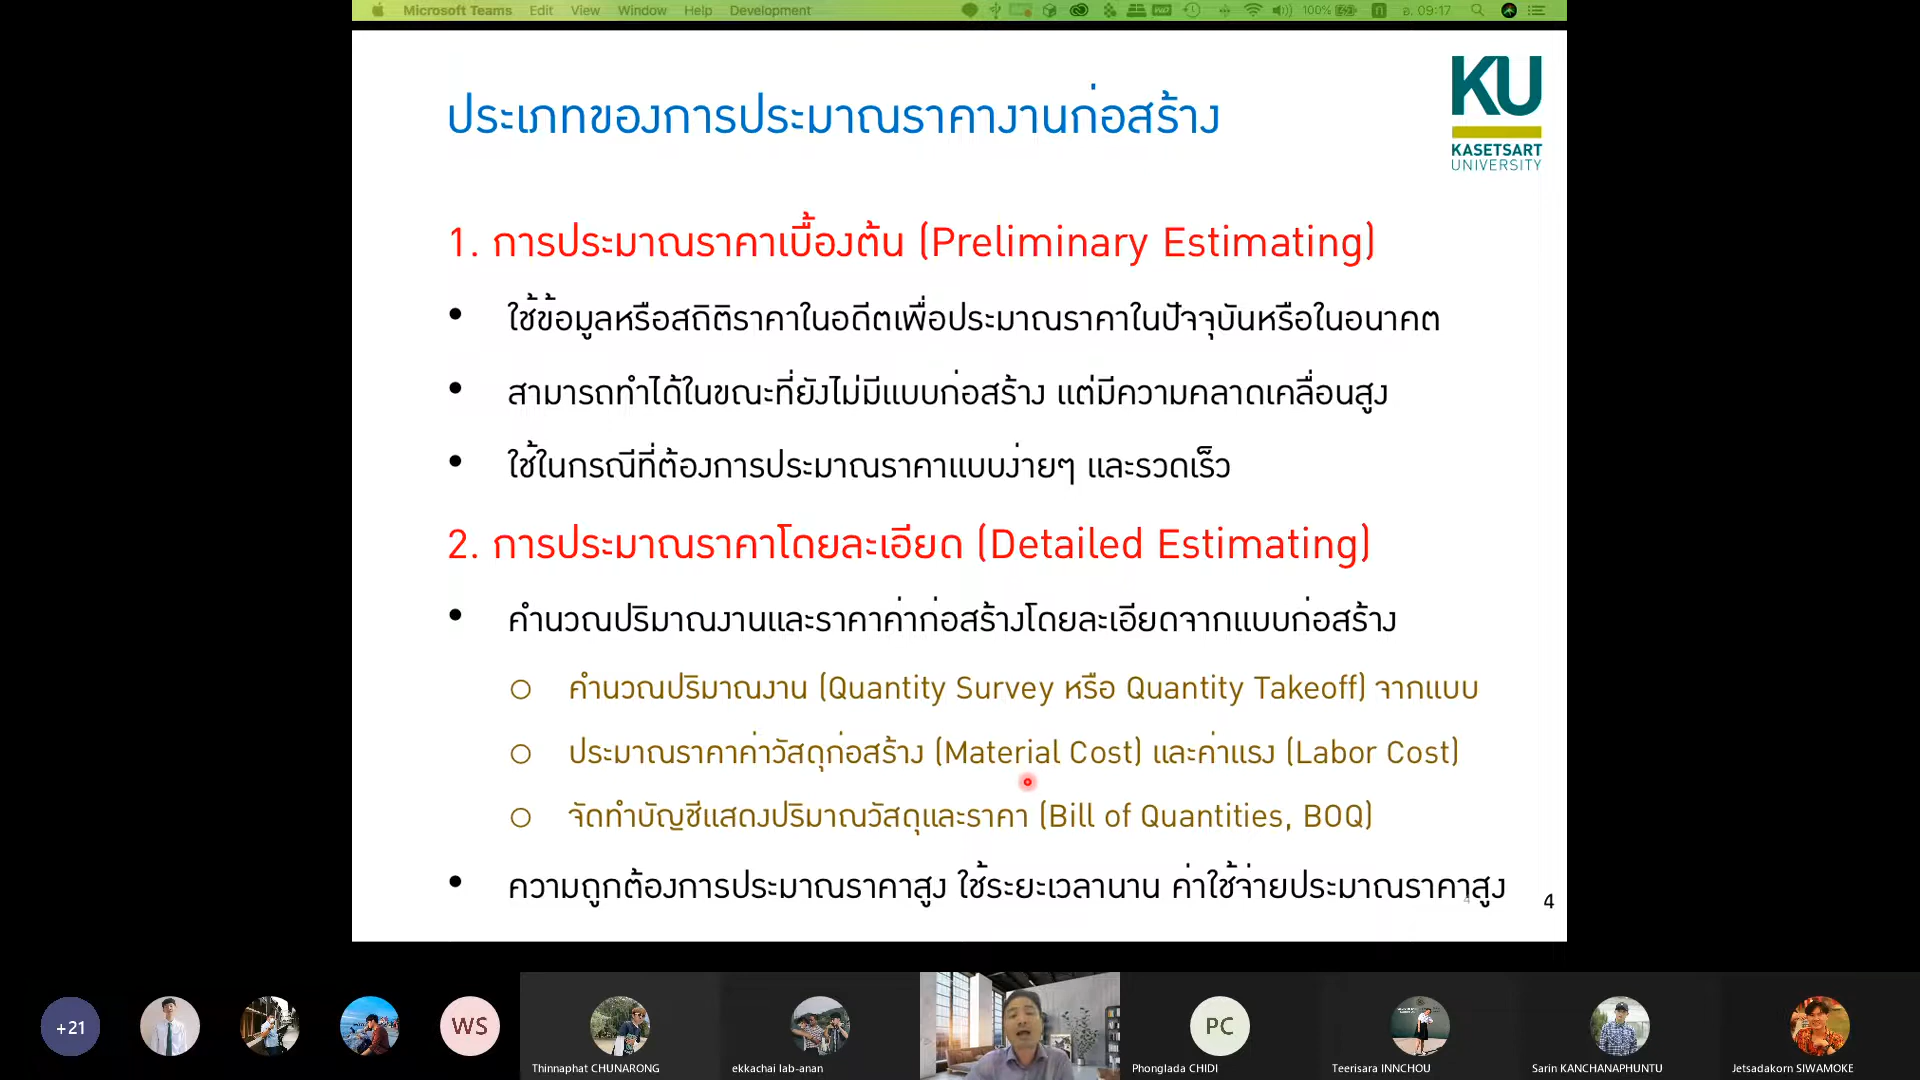 Microsoft Teams Edit View Window Help Development 100% อ. 09:17
ประเภทของการประมาณราคางานก่อสร้าง
KU
KASETSART
UNIVERSITY
1. การประมาณราคาเบื้องต้น (Preliminary Estimating)
• ใช้ข้อมูลหรือสถิติราคาในอดีตเพื่อประมาณราคาในปัจจุบันหรือในอนาคต
• สามารถทำได้ในขณะที่ยังไม่มีแบบก่อสร้าง แต่มีความคลาดเคลื่อนสูง
• ใช้ในกรณีที่ต้องการประมาณราคาแบบง่ายๆ และรวดเร็ว
2. การประมาณราคาโดยละเอียด (Detailed Estimating)
• คำนวณปริมาณงานและราคาค่าก่อสร้างโดยละเอียดจากแบบก่อสร้าง
o คำนวณปริมาณงาน (Quantity Survey หรือ Quantity Takeoff) จากแบบ
o ประมาณราคาค่าวัสดุก่อสร้าง (Material Cost) และค่าแรง (Labor Cost)
o จัดทำบัญชีแสดงปริมาณวัสดุและราคา (Bill of Quantities, BOQ)
• ความถูกต้องการประมาณราคาสูง ใช้ระยะเวลานาน ค่าใช้จ่ายประมาณราคาสูง
4 4
+21 WS PC
Thinnaphat CHUNARONG ekkachai lab-anan Phonglada CHIDI Teerisara INNCHOU Sarin KANCHANAPHUNTU Jetsadakorn SIWAMOKE